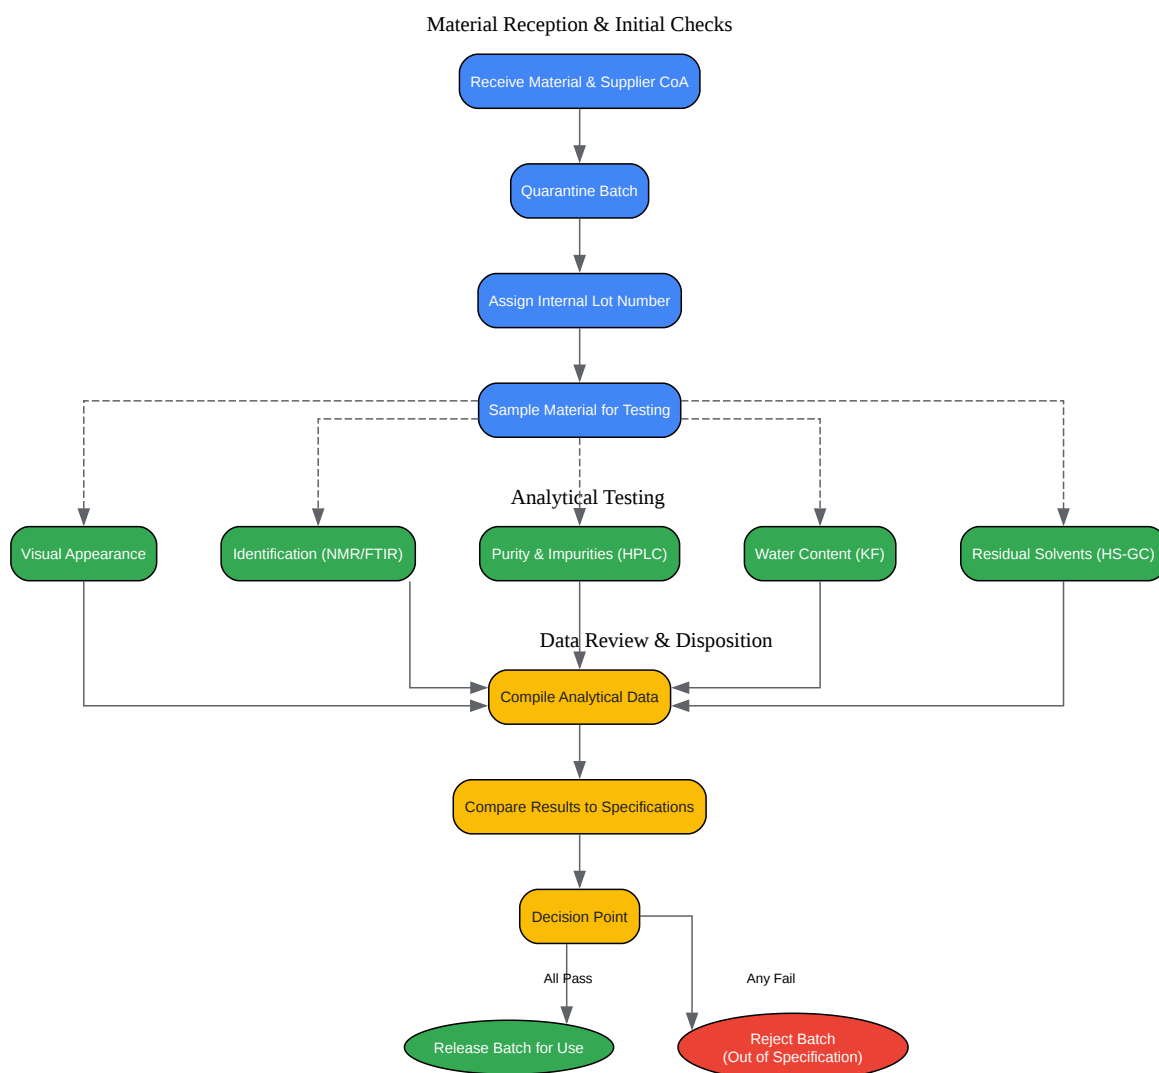 Material Reception & Initial Checks
Receive Material & Supplier CoA
Quarantine Batch
Assign Internal Lot Number
Sample Material for Testing
Analytical Testing
Visual Appearance
Identification (NMR/FTIR)
Purity & Impurities (HPLC)
Water Content (KF)
Residual Solvents (HS-GC)
Data Review & Disposition
Compile Analytical Data
Compare Results to Specifications
Decision Point
All Pass
Any Fail
Release Batch for Use
Reject Batch
(Out of Specification)